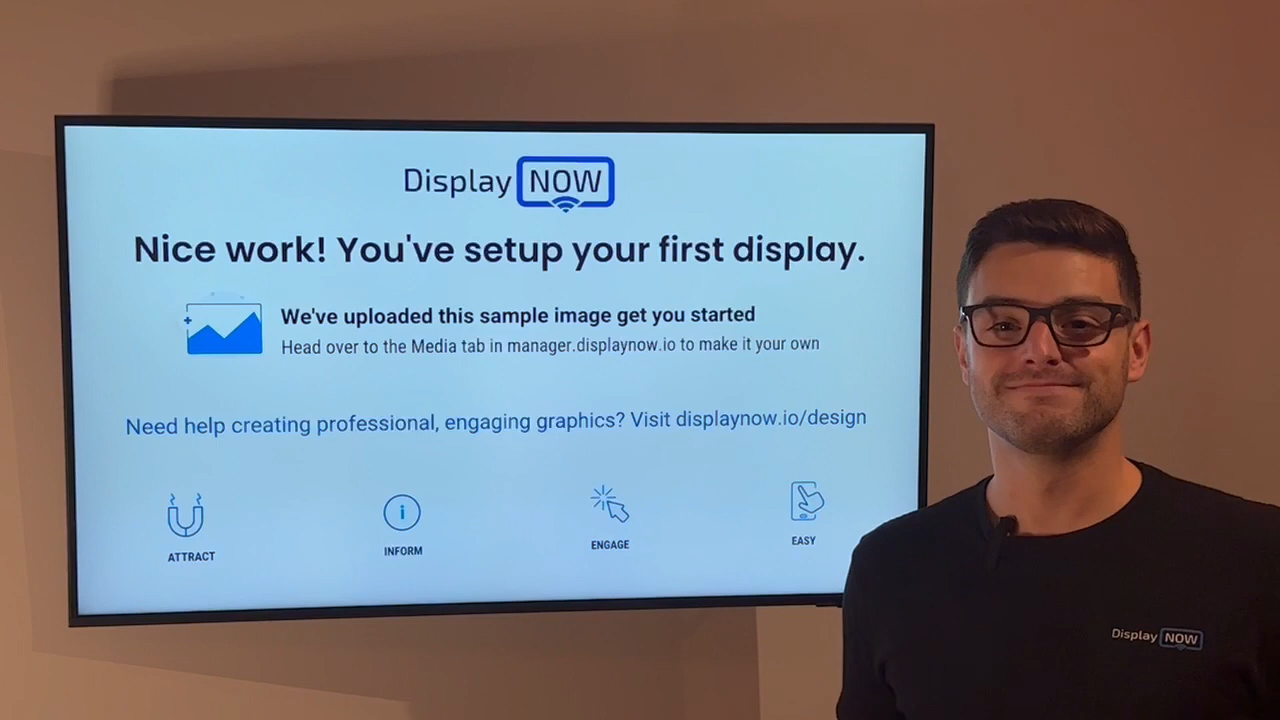 Display NOW
Nice work! You've setup your first display.
We've uploaded this sample image get you started
Head over to the Media tab in manager.displaynow.io to make it your own
Need help creating professional, engaging graphics? Visit displaynow.io/design
ATTRACT
INFORM
ENGAGE
EASY
Display NOW